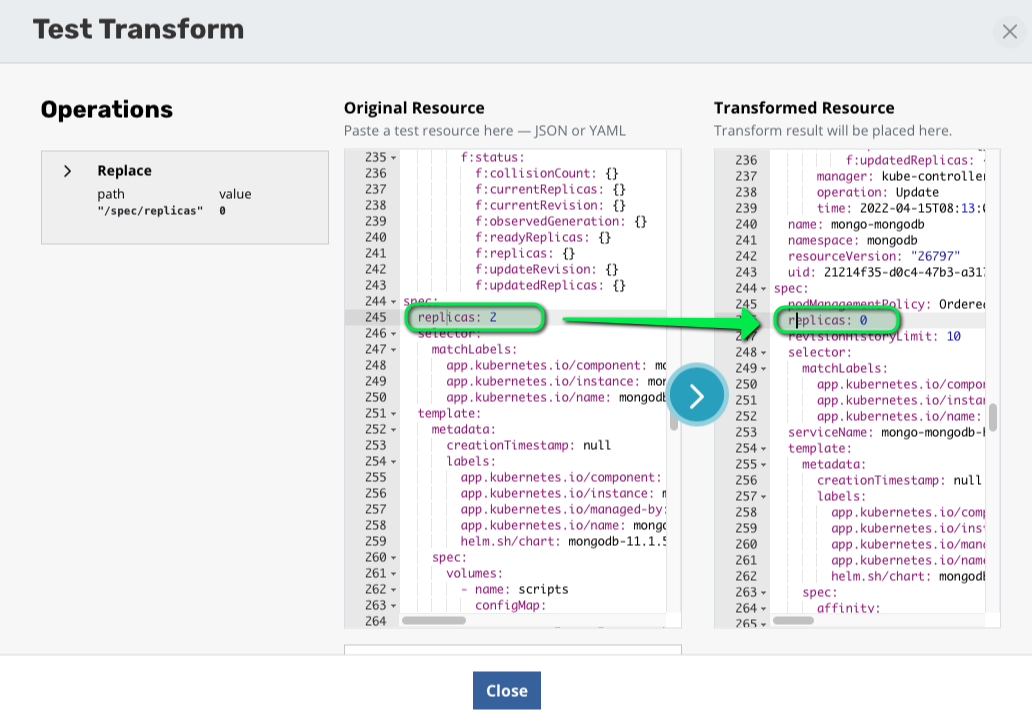 Test Transform
Operations
Replace
path value
"/spec/replicas" 0
Original Resource
Paste a test resource here — JSON or YAML
235 f:status:
236 f:collisionCount: {}
237 f:currentReplicas: {}
238 f:currentRevision: {}
239 f:observedGeneration: {}
240 f:readyReplicas: {}
241 f:replicas: {}
242 f:updateRevision: {}
243 f:updatedReplicas: {}
244 spec:
245 replicas: 2
246 selector:
247 matchLabels:
248 app.kubernetes.io/component:
249 app.kubernetes.io/instance:
250 app.kubernetes.io/name: mongodb
251 template:
252 metadata:
253 creationTimestamp: null
254 labels:
255 app.kubernetes.io/component:
256 app.kubernetes.io/instance:
257 app.kubernetes.io/managed-by:
258 app.kubernetes.io/name:
259 helm.sh/chart: mongodb-11.1.5
260 spec:
261 volumes:
262 - name: scripts
263 configMap:
264
Transformed Resource
Transform result will be placed here.
236 f:updatedReplicas:
237 manager: kube-controller
238 operation: Update
239 time: 2022-04-15T08:13:
240 name: mongo-mongodb
241 namespace: mongodb
242 resourceVersion: "26797"
243 uid: 21214f35-d0c4-47b3-a317
244 spec:
245 podManagementPolicy: Ordered
replicas: 0
247 revisionHistoryLimit: 10
248 selector:
249 matchLabels:
250 app.kubernetes.io/compo
251 app.kubernetes.io/insta
252 app.kubernetes.io/name:
253 serviceName: mongo-mongodb-
254 template:
255 metadata:
256 creationTimestamp: null
257 labels:
258 app.kubernetes.io/com
259 app.kubernetes.io/ins
260 app.kubernetes.io/man
261 app.kubernetes.io/nam
262 helm.sh/chart: mongod
263 spec:
264 affinity:
265
Close